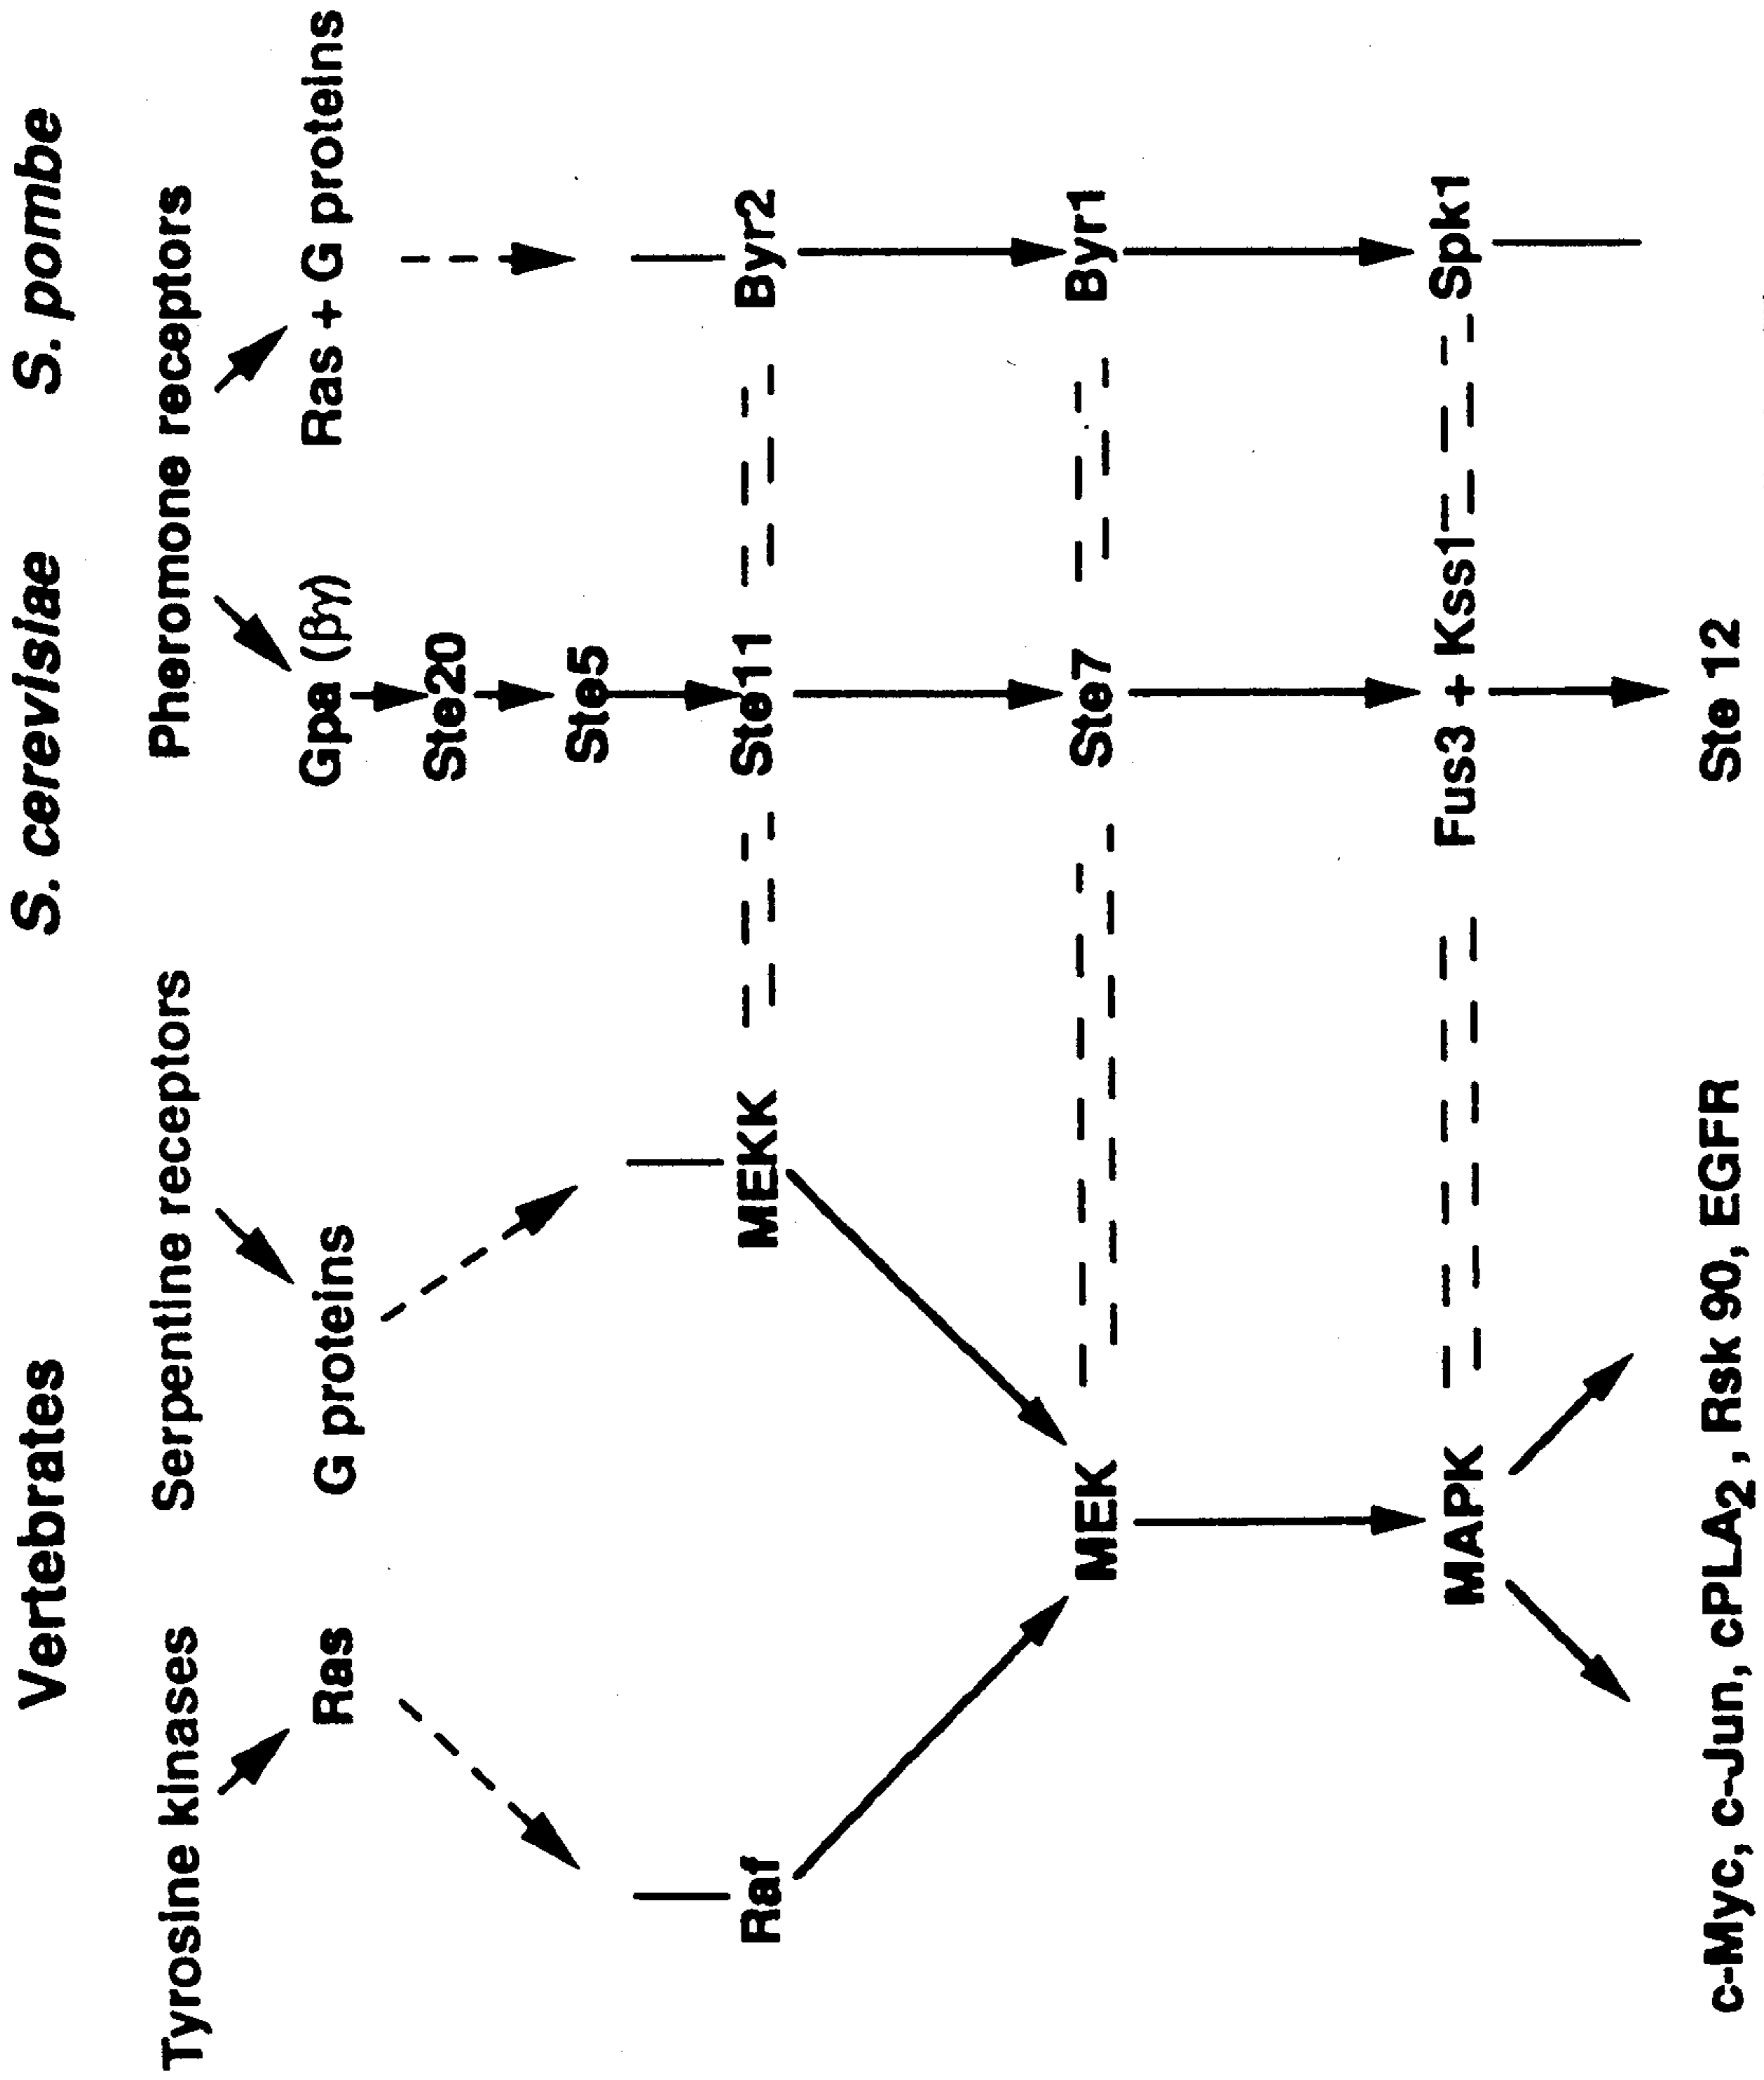 Vertebrates
S. cerevisiae
S. pombe
Tyrosine kinases
Serpentine receptors
Pheromone receptors
Ras
G proteins
Gpa (βγ)
Ras + G proteins
Ste20
Ste5
Raf
MEKK
Ste11
Byr2
MEK
Ste7
Byr1
MAPK
Fus3 + Kss1
Spk1
c-Myc, c-Jun, cPLA2, Rsk 90, EGFR
Ste 12